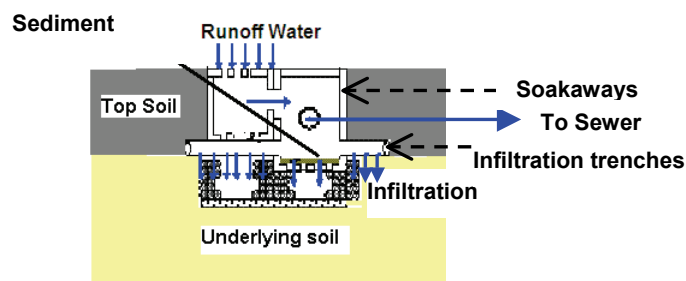 Sediment
Runoff Water
Top Soil
Soakaways
To Sewer
Infiltration trenches
Infiltration
Underlying soil